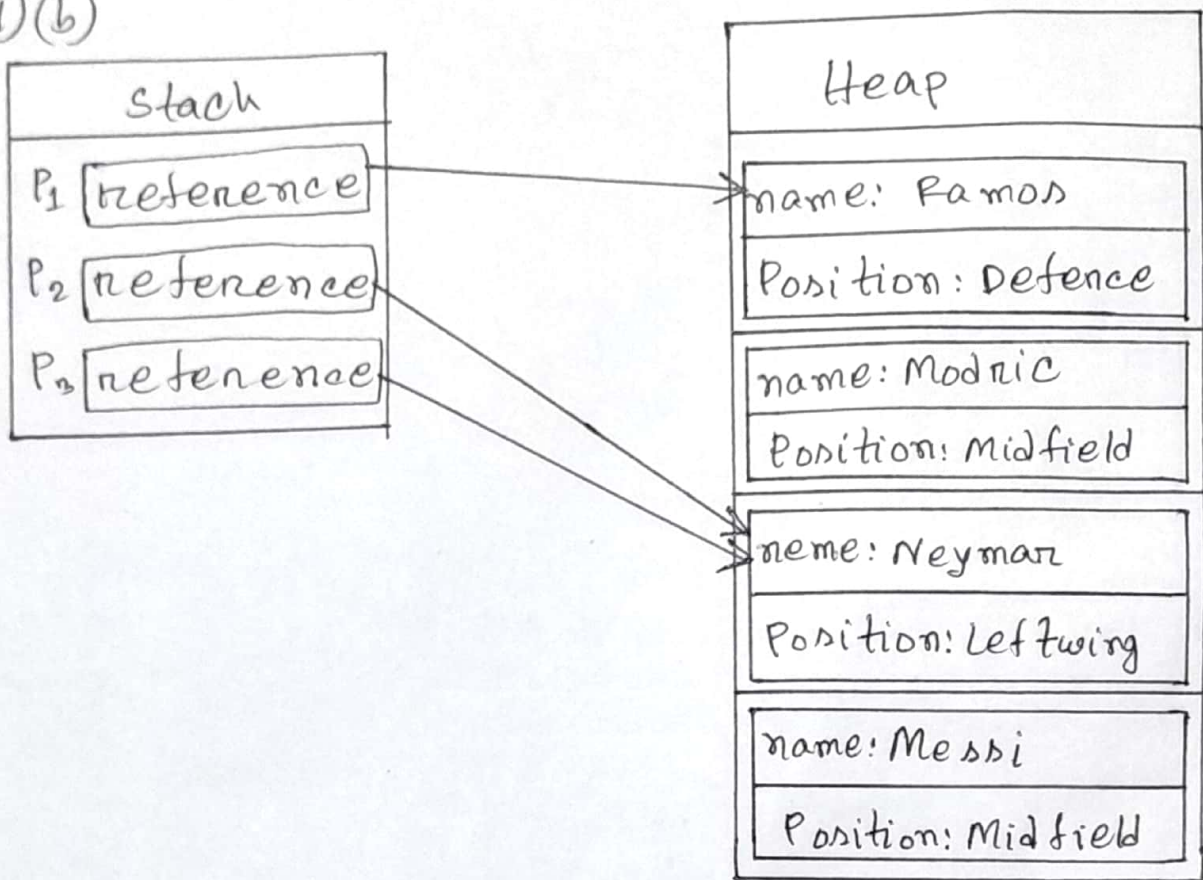 1)(b)
Stach
P1 reference
P2 reference
P3 reference
Heap
name: Ramos
Position: Defence
name: Modric
Position: Midfield
neme: Neymar
Position: Leftwing
name: Messi
Position: Midfield